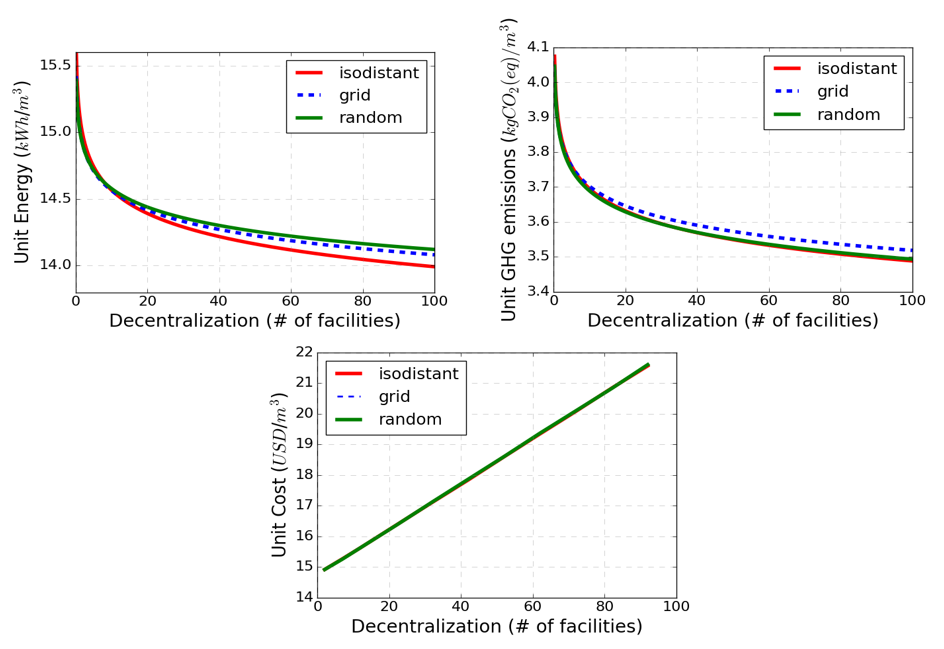 Unit Energy (kWh/m³)
15.5
15.0
14.5
14.0
0 20 40 60 80 100
Decentralization (# of facilities)
isodistant
grid
random
Unit GHG emissions (kgCO₂(eq)/m³)
4.1
4.0
3.9
3.8
3.7
3.6
3.5
3.4
0 20 40 60 80 100
Decentralization (# of facilities)
isodistant
grid
random
Unit Cost (USD/m³)
22
21
20
19
18
17
16
15
14
0 20 40 60 80 100
Decentralization (# of facilities)
isodistant
grid
random